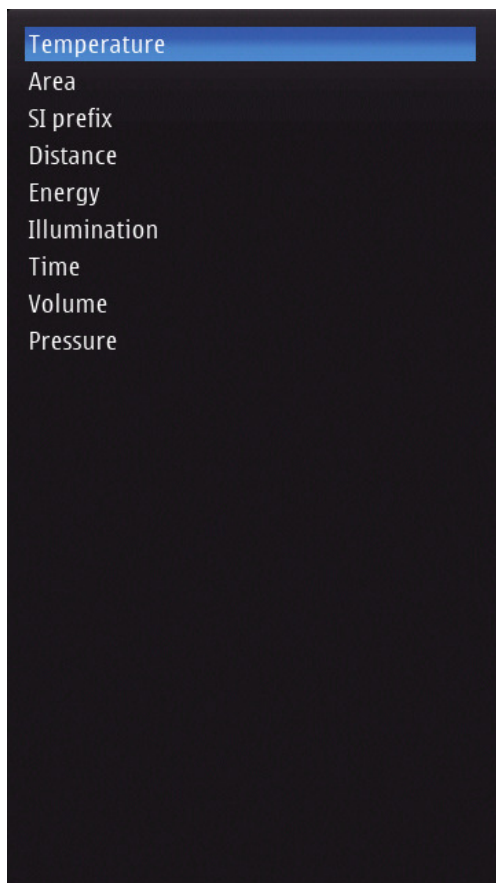 Temperature
Area
SI prefix
Distance
Energy
Illumination
Time
Volume
Pressure